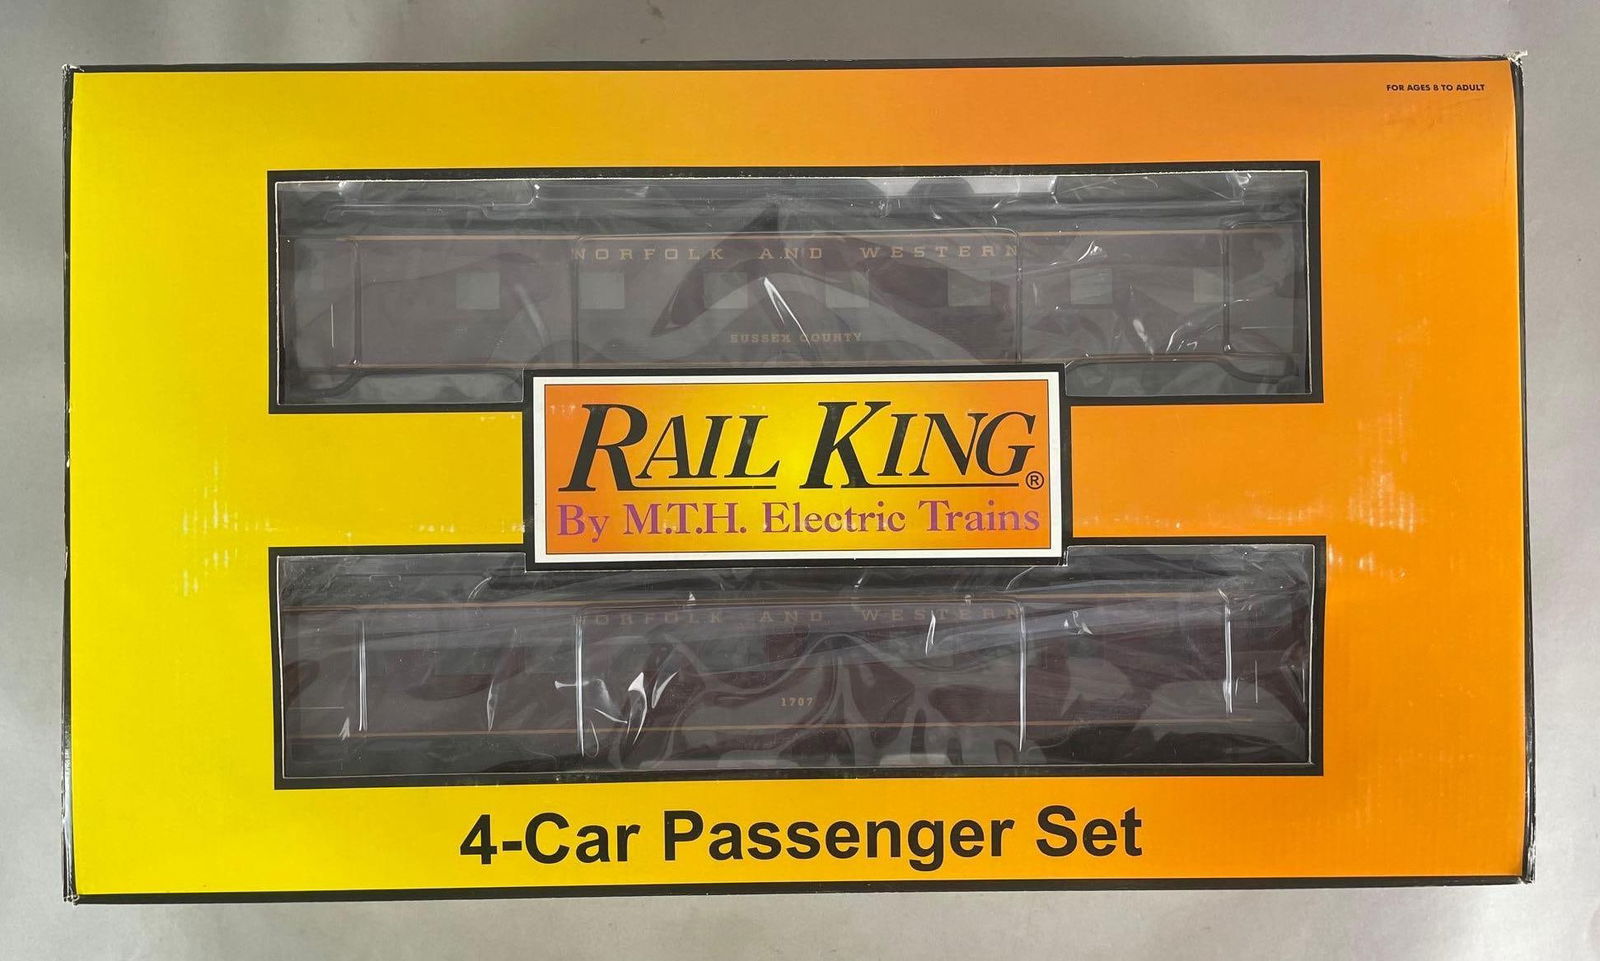 FOR AGES 8 TO ADULT
NORFOLK AND WESTERN
SUSSEX COUNTY
RAIL KING®
By M.T.H. Electric Trains
NORFOLK AND WESTERN
1707
4-Car Passenger Set